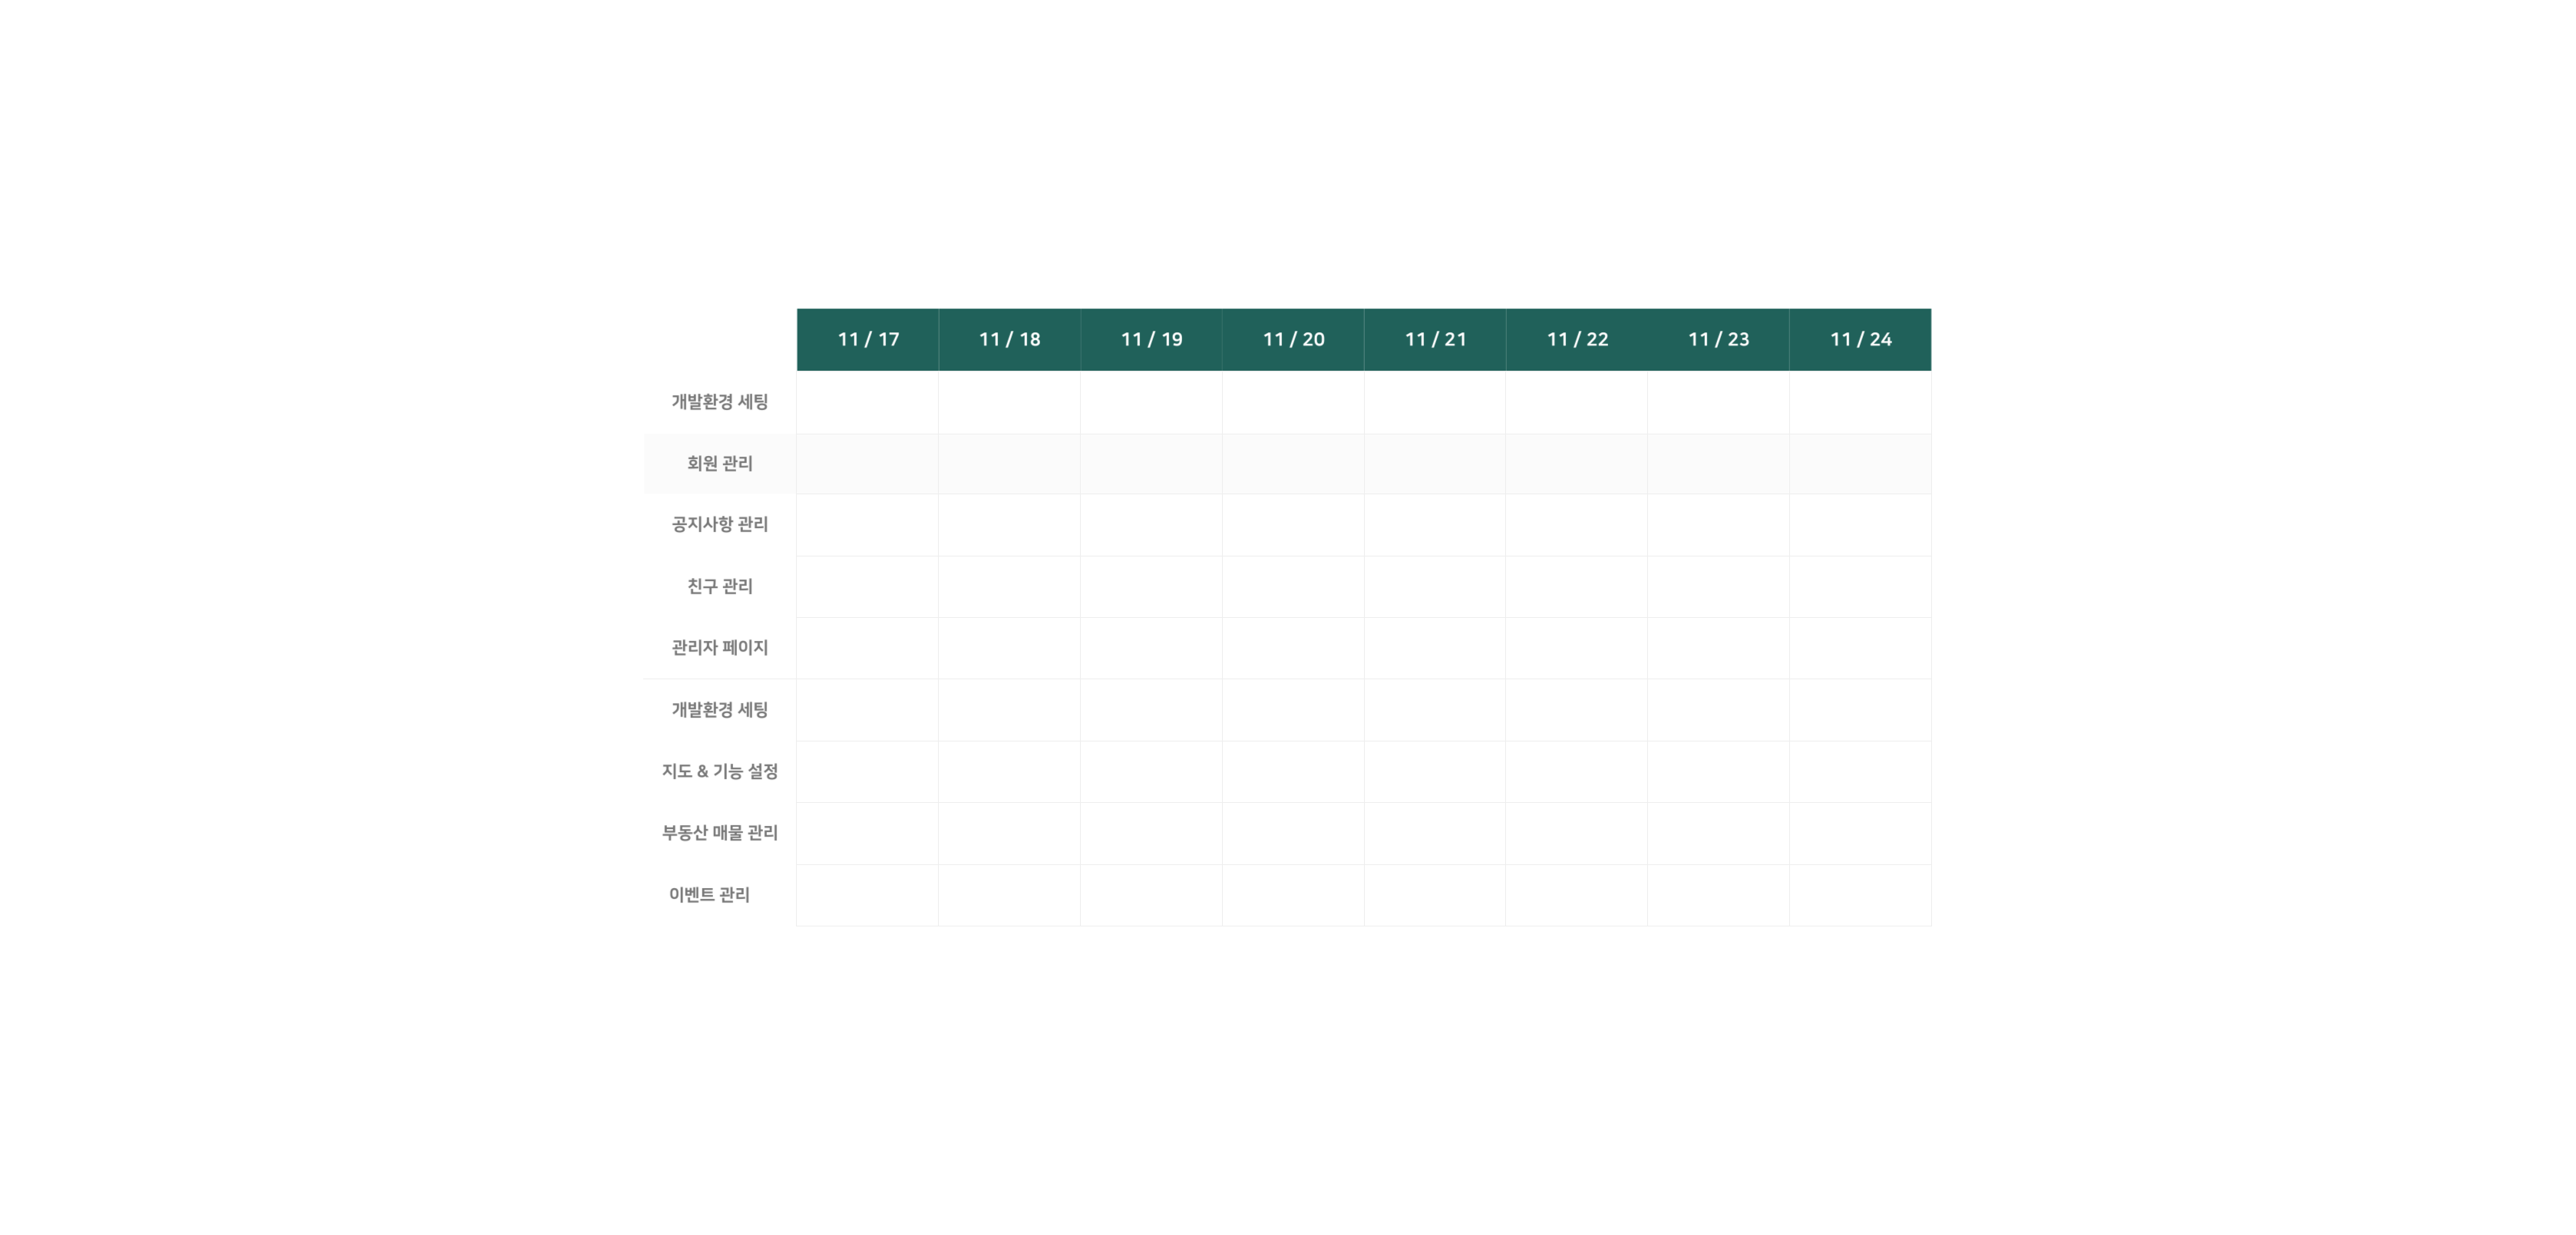 11 / 17 11 / 18 11 / 19 11 / 20 11 / 21 11 / 22 11 / 23 11 / 24
개발환경 세팅
회원 관리
공지사항 관리
친구 관리
관리자 페이지
개발환경 세팅
지도 & 기능 설정
부동산 매물 관리
이벤트 관리